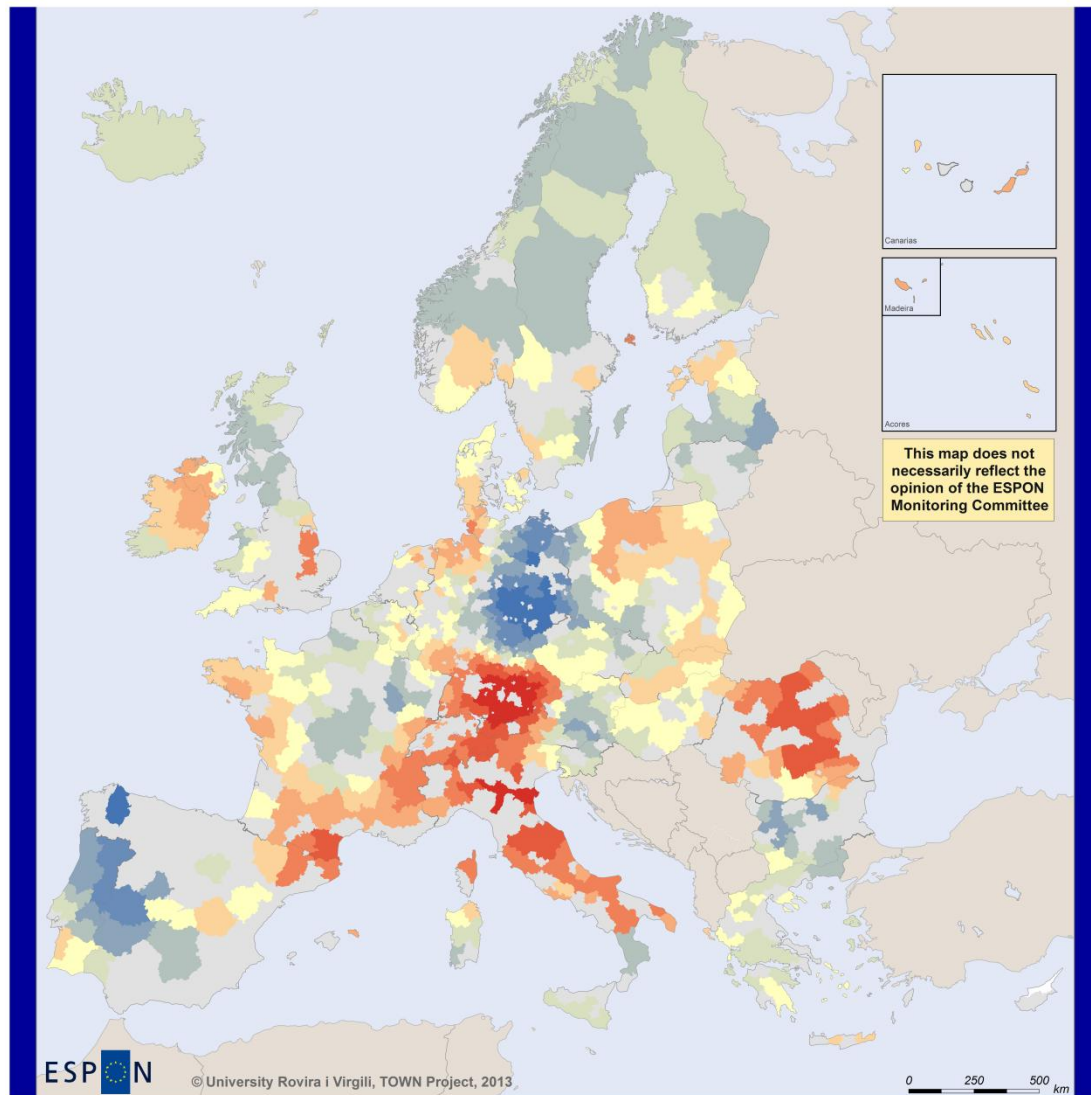 Canarias
Madeira
Acores
This map does not
necessarily reflect the
opinion of the ESPON
Monitoring Committee
ESPON
© University Rovira i Virgili, TOWN Project, 2013
0 250 500
km